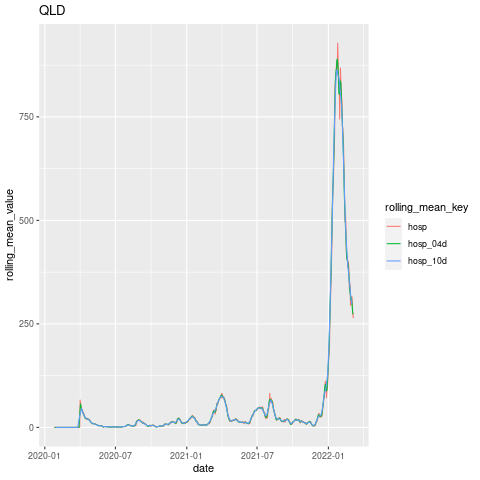 QLD
rolling_mean_value
750
500
250
0
2020-01
2020-07
2021-01
2021-07
2022-01
date
rolling_mean_key
hosp
hosp_04d
hosp_10d